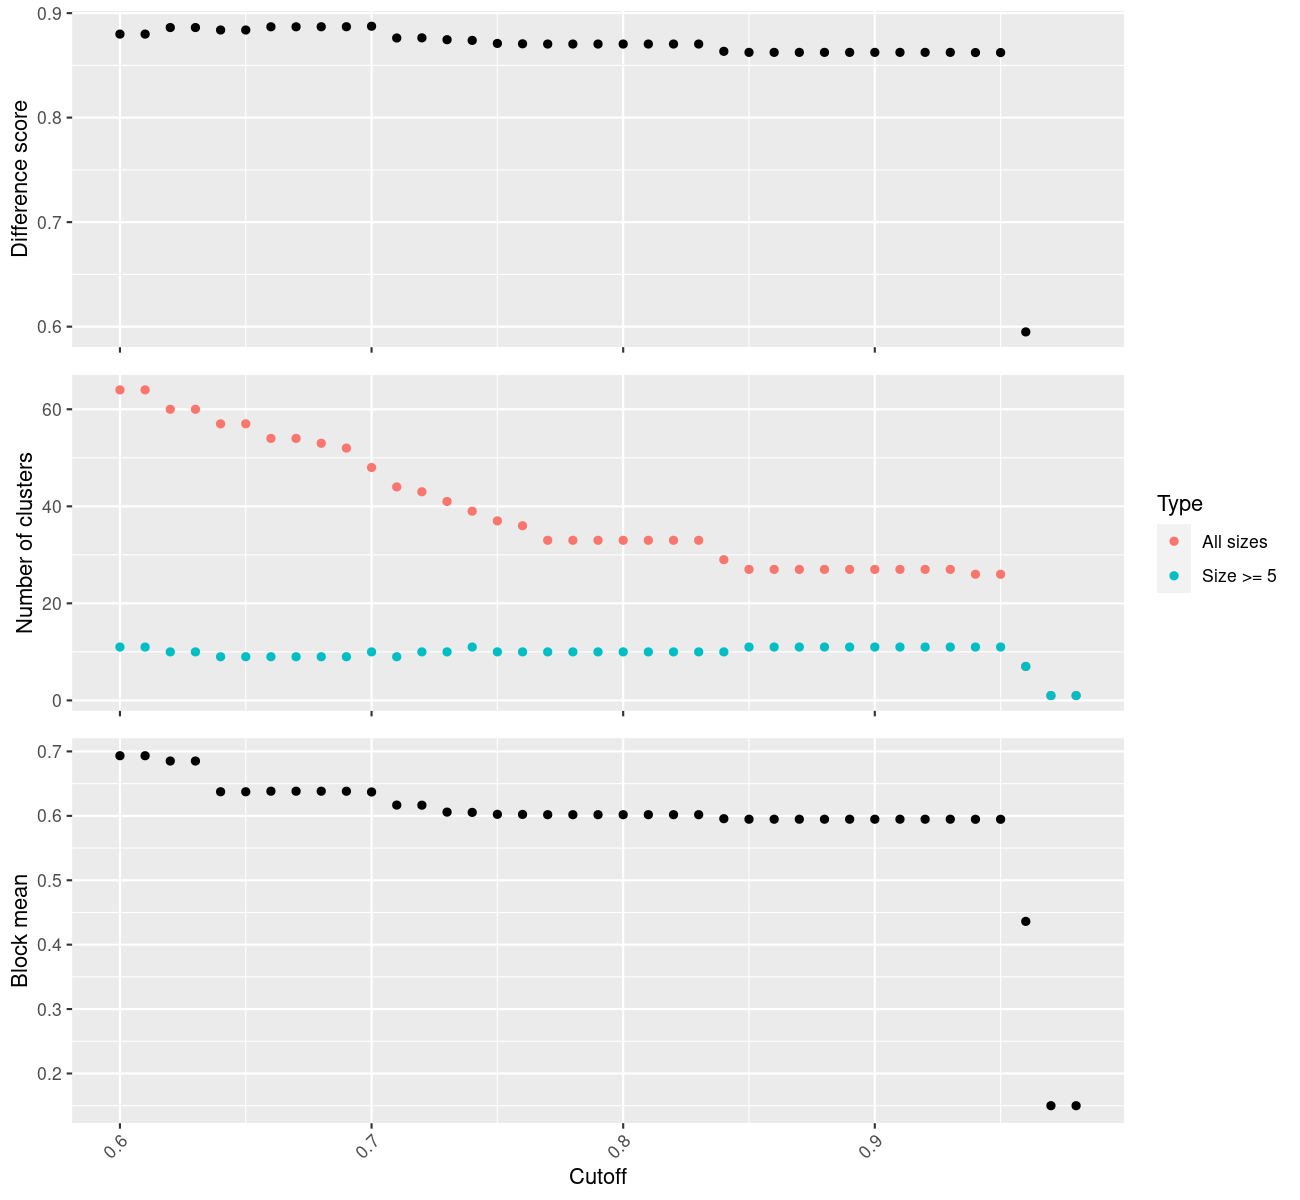 0.9
0.8
0.7
0.6
Difference score
60
40
20
0
Number of clusters
Type
All sizes
Size >= 5
0.7
0.6
0.5
0.4
0.3
0.2
Block mean
0.6 0.7 0.8 0.9
Cutoff